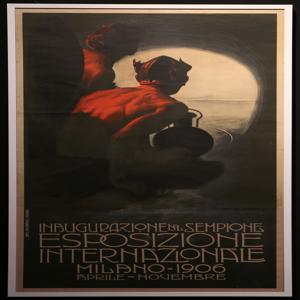 INAUGURAZIONE DEL SEMPIONE
ESPOSIZIONE
INTERNAZIONALE
MILANO-1906
APRILE-NOVEMBRE